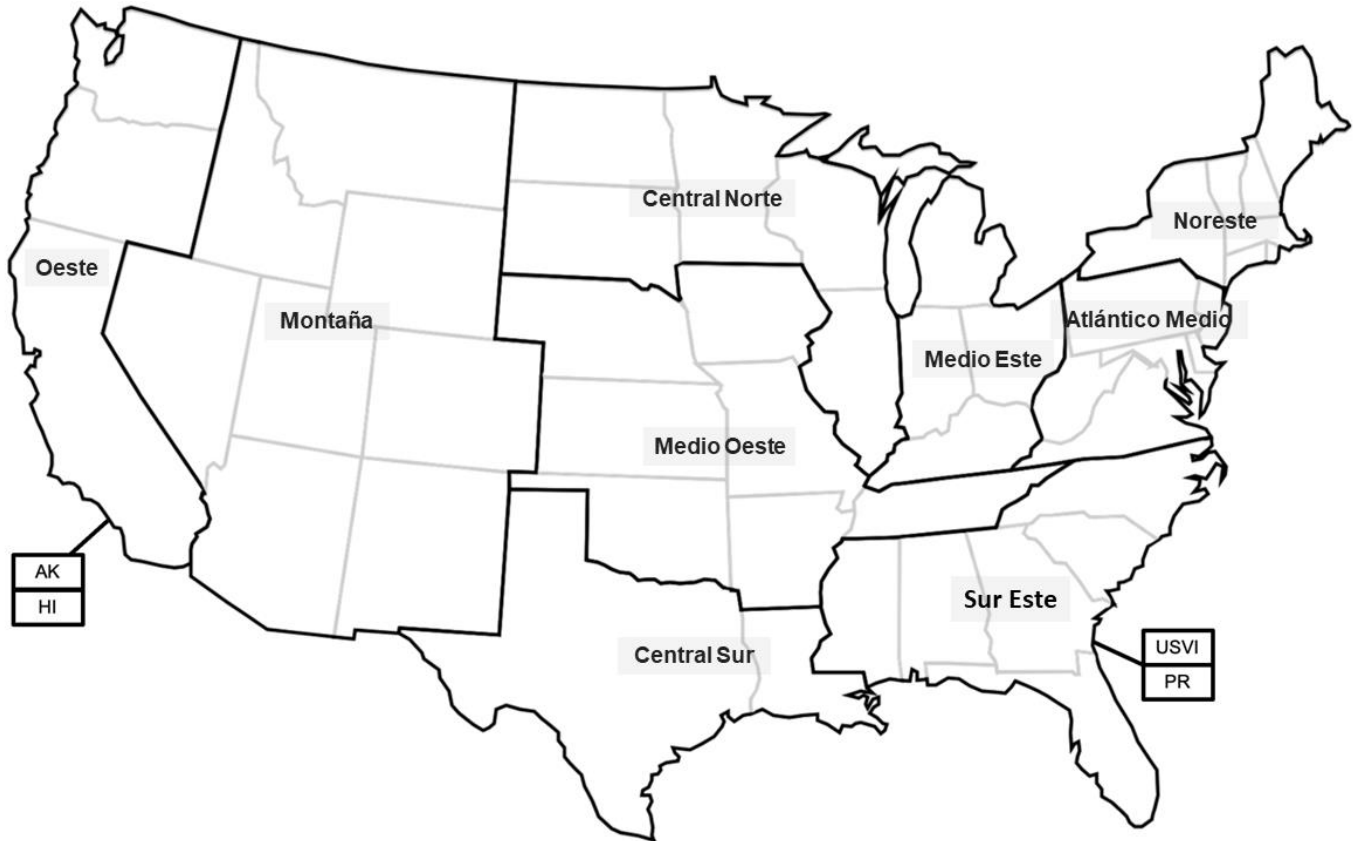 Central Norte
Noreste
Oeste
Montaña
Atlántico Medio
Medio Este
Medio Oeste
AK
HI
Sur Este
Central Sur
USVI
PR